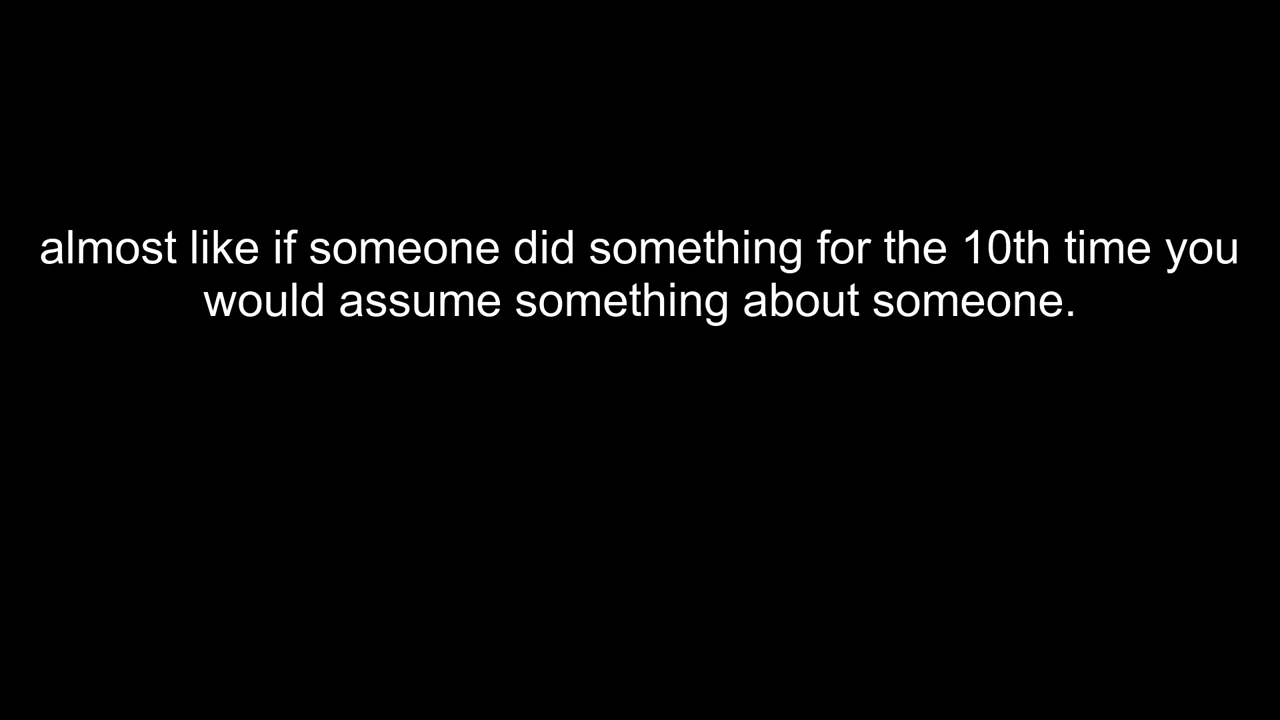 almost like if someone did something for the 10th time you
would assume something about someone.